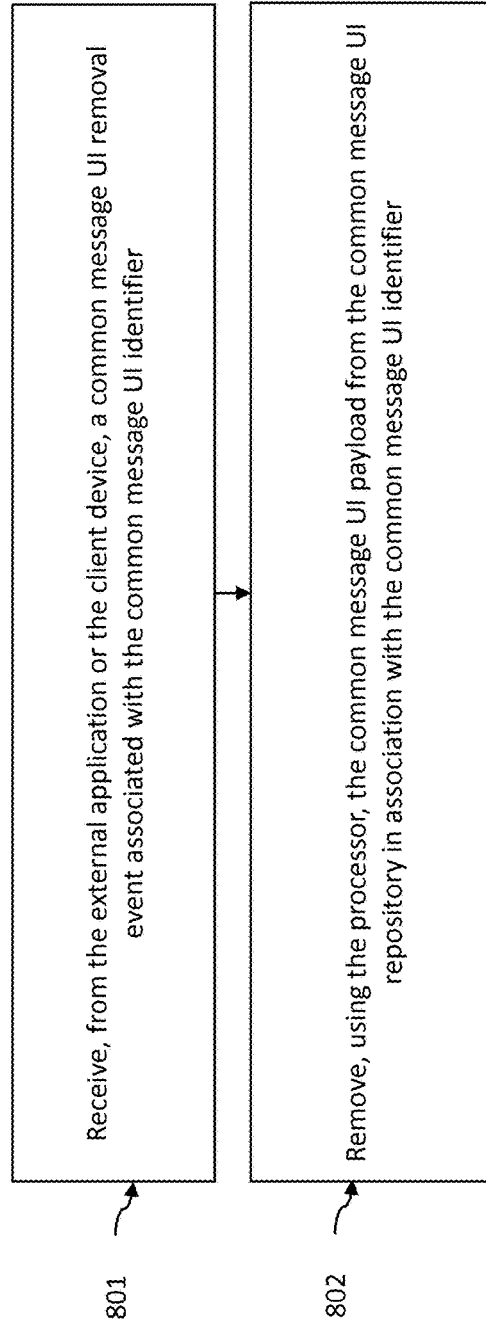 801
Receive, from the external application or the client device, a common message UI removal
event associated with the common message UI identifier
802
Remove, using the processor, the common message UI payload from the common message UI
repository in association with the common message UI identifier